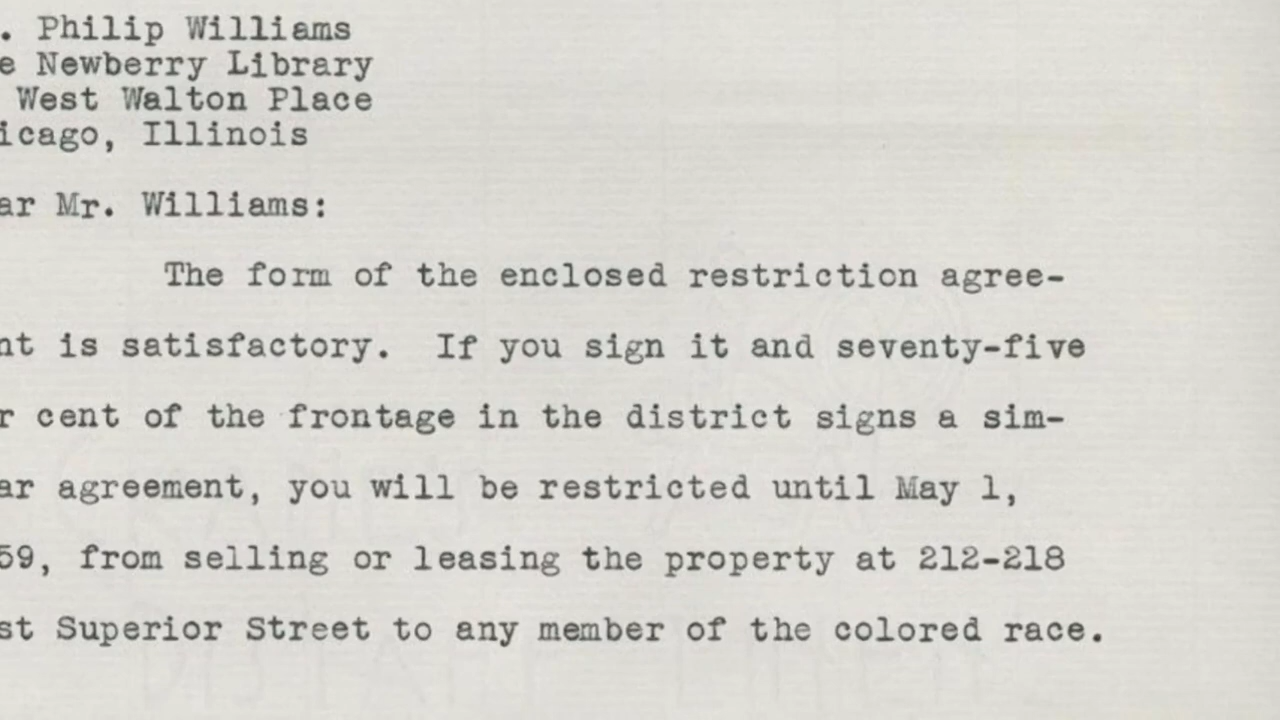 . Philip Williams
e Newberry Library
West Walton Place
icago, Illinois
ar Mr. Williams:
The form of the enclosed restriction agree-
nt is satisfactory. If you sign it and seventy-five
r cent of the frontage in the district signs a sim-
ar agreement, you will be restricted until May 1,
59, from selling or leasing the property at 212-218
st Superior Street to any member of the colored race.